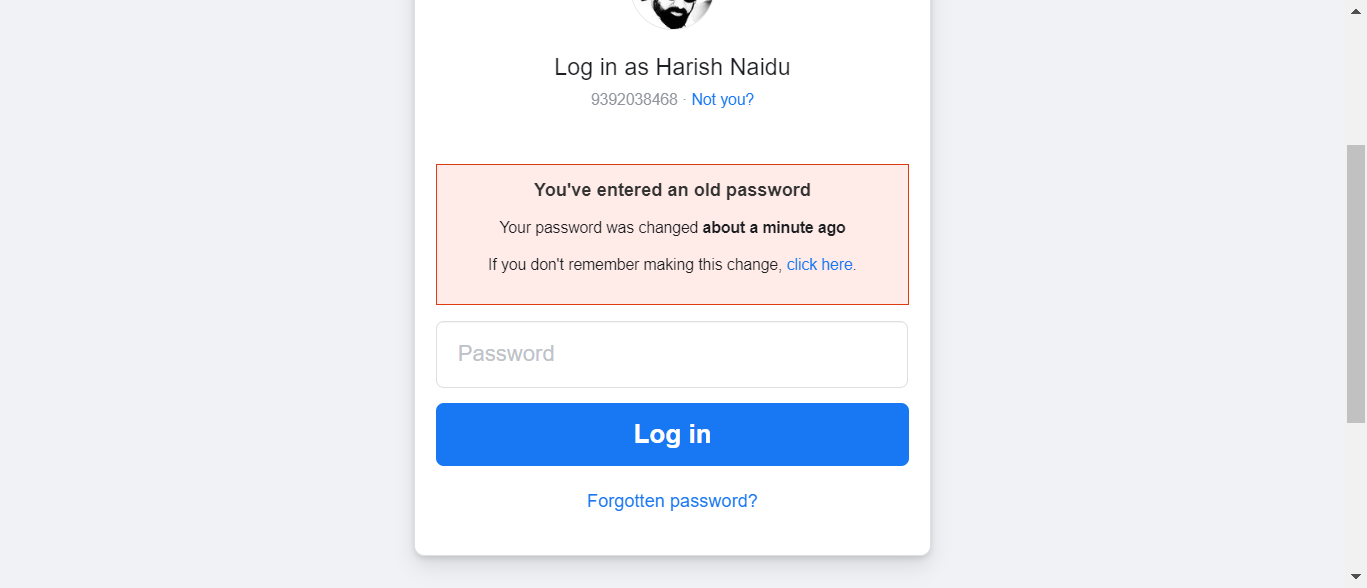 Log in as Harish Naidu
9392038468 · Not you?
You've entered an old password
Your password was changed about a minute ago
If you don't remember making this change, click here.
Password
Log in
Forgotten password?